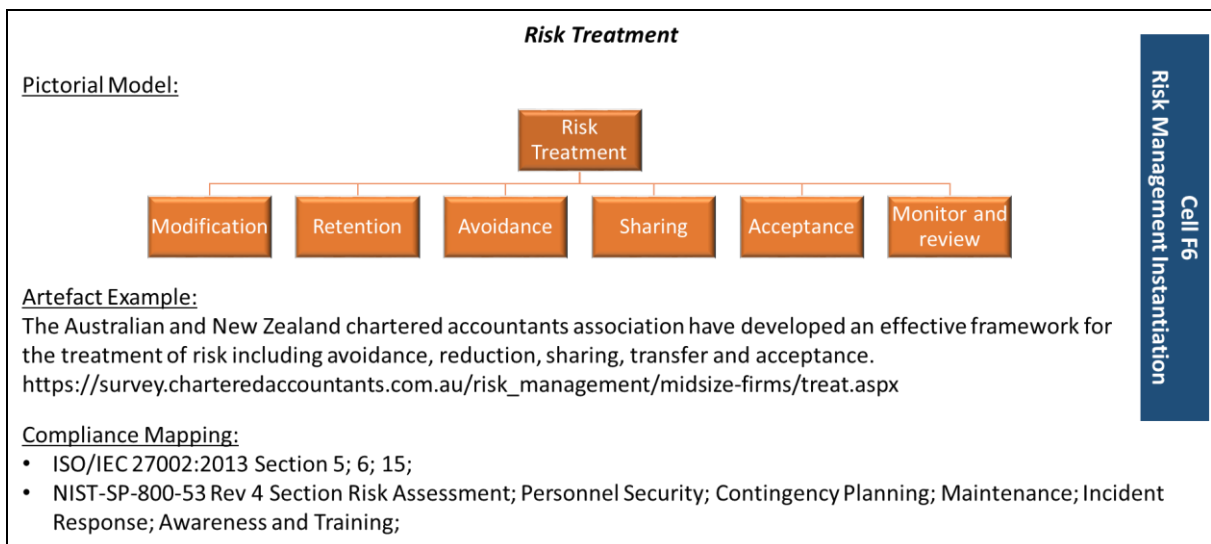 Risk Treatment
Pictorial Model:
Risk
Treatment
Modification
Retention
Avoidance
Sharing
Acceptance
Monitor and
review
Artefact Example:
The Australian and New Zealand chartered accountants association have developed an effective framework for
the treatment of risk including avoidance, reduction, sharing, transfer and acceptance.
https://survey.charteredaccountants.com.au/risk_management/midsize-firms/treat.aspx
Compliance Mapping:
• ISO/IEC 27002:2013 Section 5; 6; 15;
• NIST-SP-800-53 Rev 4 Section Risk Assessment; Personnel Security; Contingency Planning; Maintenance; Incident
Response; Awareness and Training;
Cell F6
Risk Management Instantiation